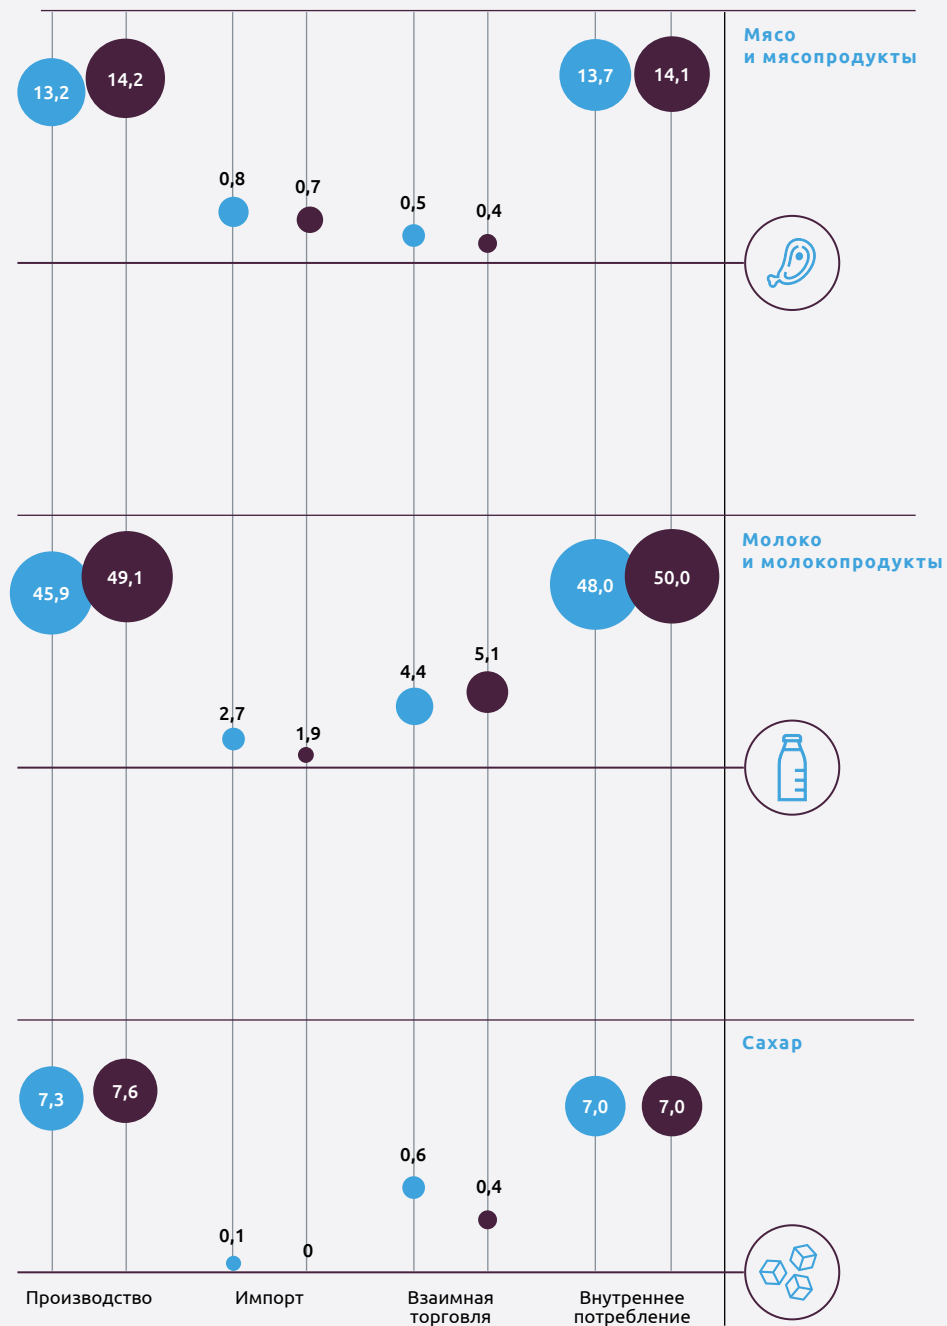 Мясо
и мясопродукты
13,2
14,2
13,7
14,1
0,8
0,7
0,5
0,4
Молоко
и молокопродукты
45,9
49,1
48,0
50,0
4,4
5,1
2,7
1,9
Сахар
7,3
7,6
7,0
7,0
0,6
0,4
0,1
0
Производство
Импорт
Взаимная
торговля
Внутреннее
потребление